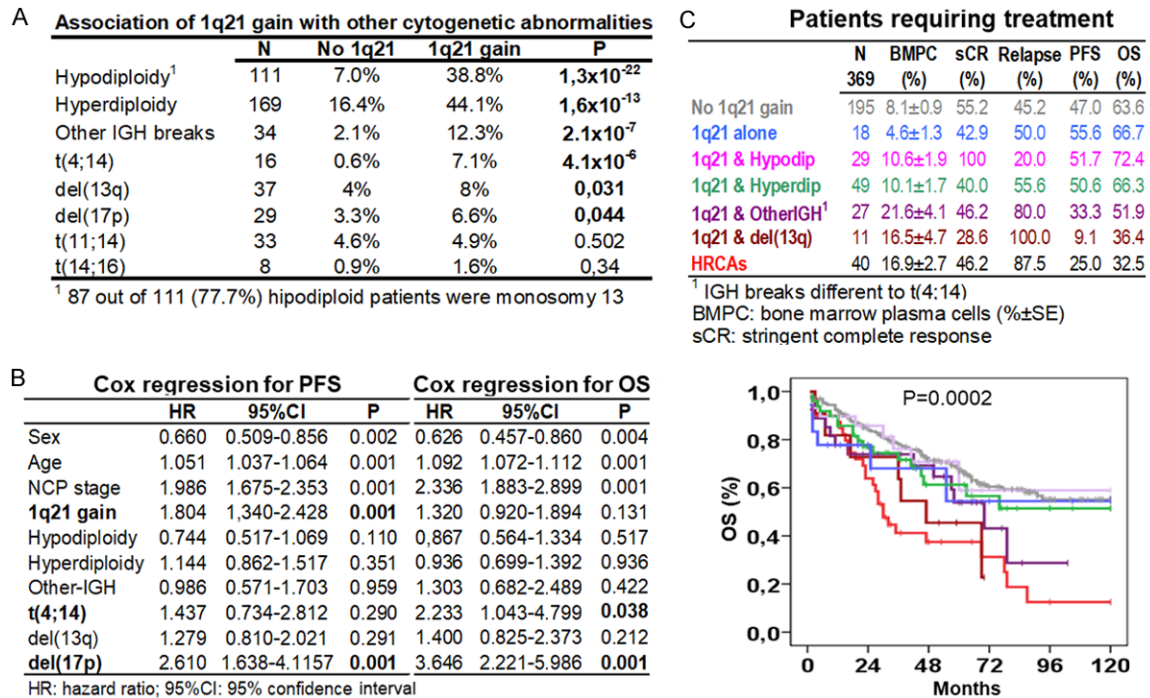 A
Association of 1q21 gain with other cytogenetic abnormalities
N No 1q21 1q21 gain P
Hypodiploidy¹ 111 7.0% 38.8% 1,3x10⁻²²
Hyperdiploidy 169 16.4% 44.1% 1,6x10⁻¹³
Other IGH breaks 34 2.1% 12.3% 2.1x10⁻⁷
t(4;14) 16 0.6% 7.1% 4.1x10⁻⁶
del(13q) 37 4% 8% 0,031
del(17p) 29 3.3% 6.6% 0,044
t(11;14) 33 4.6% 4.9% 0.502
t(14;16) 8 0.9% 1.6% 0,34
¹ 87 out of 111 (77.7%) hipodiploid patients were monosomy 13
B
Cox regression for PFS Cox regression for OS
HR 95%CI P HR 95%CI P
Sex 0.660 0.509-0.856 0.002 0.626 0.457-0.860 0.004
Age 1.051 1.037-1.064 0.001 1.092 1.072-1.112 0.001
NCP stage 1.986 1.675-2.353 0.001 2.336 1.883-2.899 0.001
1q21 gain 1.804 1,340-2.428 0.001 1.320 0.920-1.894 0.131
Hypodiploidy 0.744 0.517-1.069 0.110 0,867 0.564-1.334 0.517
Hyperdiploidy 1.144 0.862-1.517 0.351 0.936 0.699-1.392 0.936
Other-IGH 0.986 0.571-1.703 0.959 1.303 0.682-2.489 0.422
t(4;14) 1.437 0.734-2.812 0.290 2.233 1.043-4.799 0.038
del(13q) 1.279 0.810-2.021 0.291 1.400 0.825-2.373 0.212
del(17p) 2.610 1.638-4.1157 0.001 3.646 2.221-5.986 0.001
HR: hazard ratio; 95%CI: 95% confidence interval
C
Patients requiring treatment
N BMPC sCR Relapse PFS OS
369 (%) (%) (%) (%) (%)
No 1q21 gain 195 8.1±0.9 55.2 45.2 47.0 63.6
1q21 alone 18 4.6±1.3 42.9 50.0 55.6 66.7
1q21 & Hypodip 29 10.6±1.9 100 20.0 51.7 72.4
1q21 & Hyperdip 49 10.1±1.7 40.0 55.6 50.6 66.3
1q21 & OtherIGH¹ 27 21.6±4.1 46.2 80.0 33.3 51.9
1q21 & del(13q) 11 16.5±4.7 28.6 100.0 9.1 36.4
HRCAs 40 16.9±2.7 46.2 87.5 25.0 32.5
¹ IGH breaks different to t(4;14)
BMPC: bone marrow plasma cells (%±SE)
sCR: stringent complete response
P=0.0002
OS (%)
1,0
0,8
0,6
0,4
0,2
0,0
0 24 48 72 96 120
Months